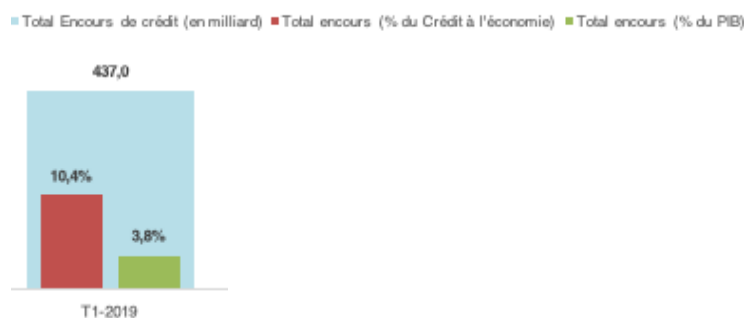 Total Encours de crédit (en milliard) Total encours (% du Crédit à l'économie) Total encours (% du PIB)
437,0
10,4%
3,8%
T1-2019